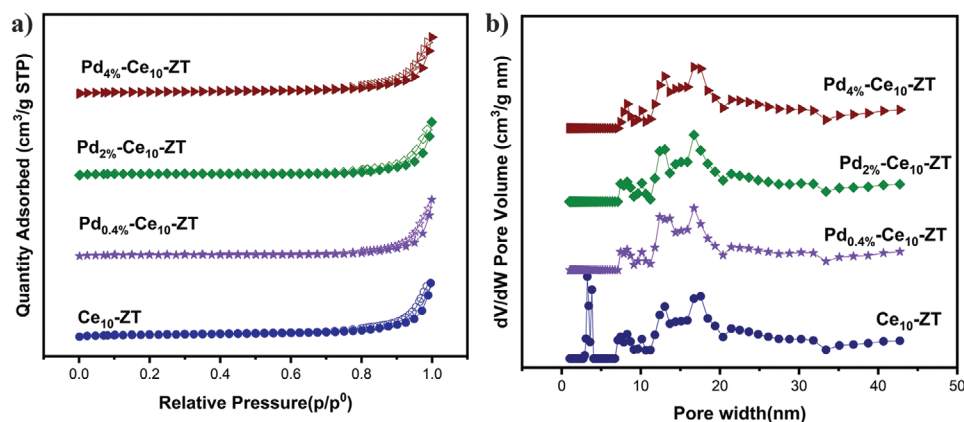 a)
Quantity Adsorbed (cm³/g STP)
Pd4%-Ce10-ZT
Pd2%-Ce10-ZT
Pd0.4%-Ce10-ZT
Ce10-ZT
0.0 0.2 0.4 0.6 0.8 1.0
Relative Pressure(p/p⁰)
b)
dV/dW Pore Volume (cm³/g nm)
Pd4%-Ce10-ZT
Pd2%-Ce10-ZT
Pd0.4%-Ce10-ZT
Ce10-ZT
0 10 20 30 40 50
Pore width(nm)